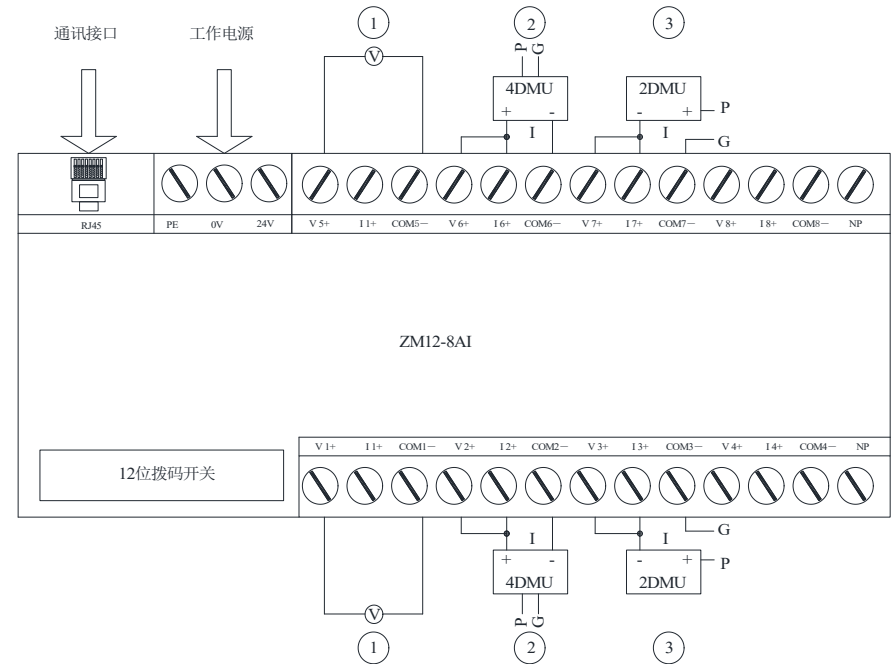 ① ② ③
通讯接口 工作电源
P G
V
4DMU 2DMU
+ - - + P
I I
G
RJ45 PE 0V 24V V 5+ I 1+ COM5— V 6+ I 6+ COM6— V 7+ I 7+ COM7— V 8+ I 8+ COM8— NP
ZM12-8AI
V 1+ I 1+ COM1— V 2+ I 2+ COM2— V 3+ I 3+ COM3— V 4+ I 4+ COM4— NP
12位拨码开关
G
I I
+ - - + P
4DMU 2DMU
V
P G
① ② ③